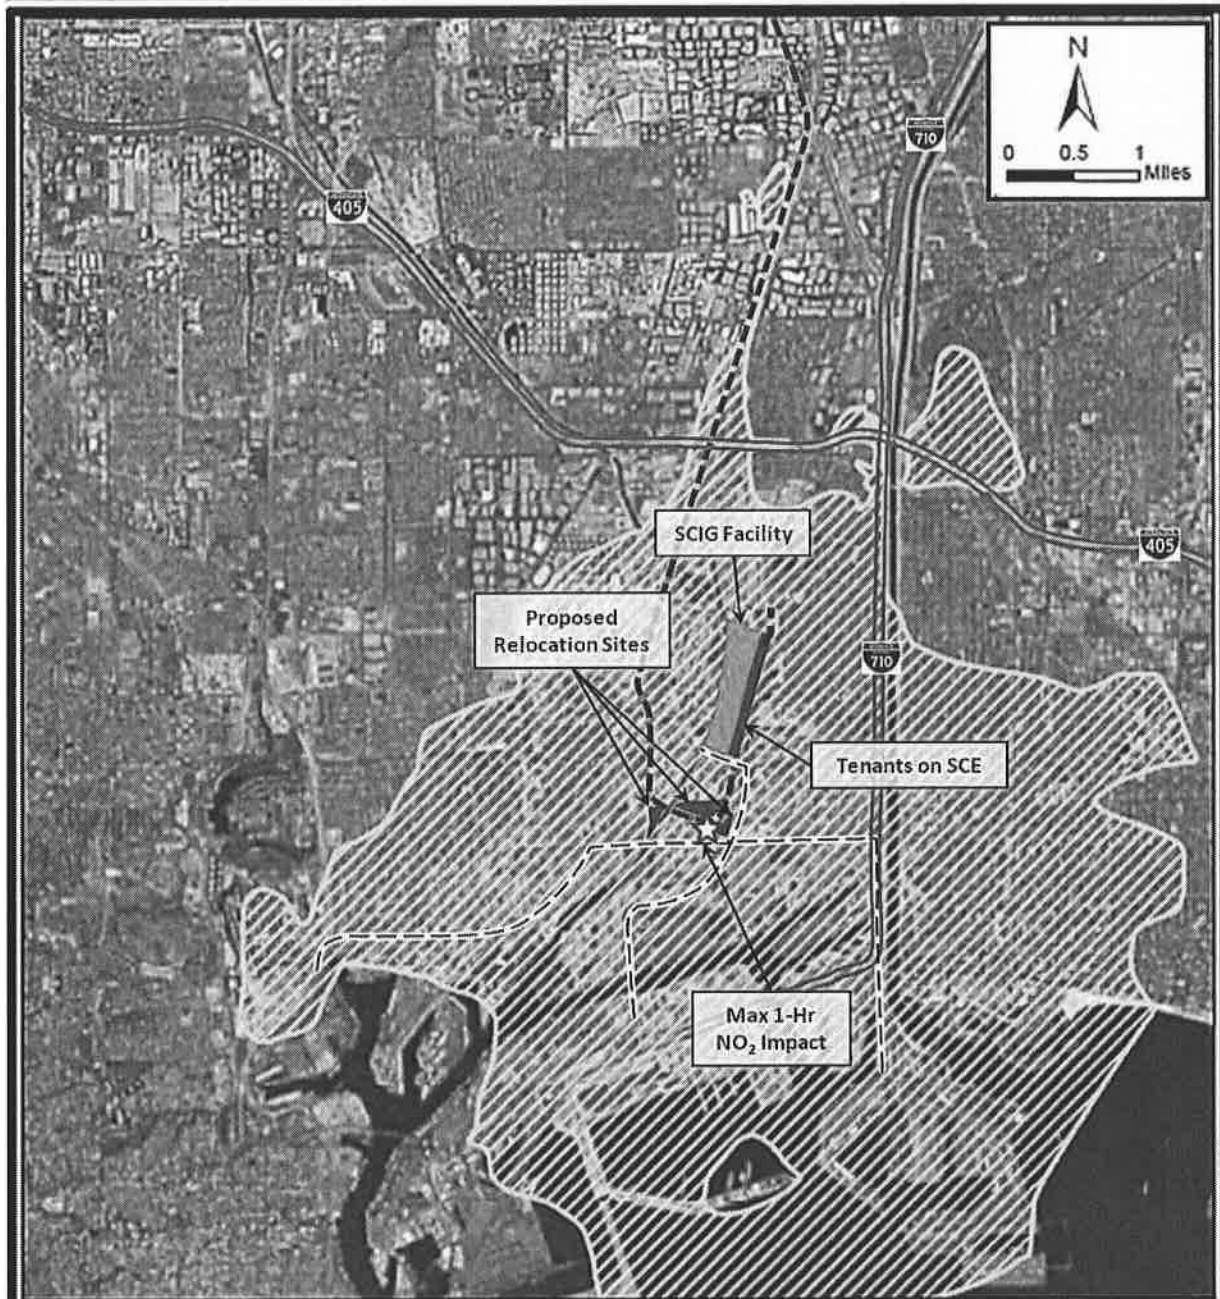 N
0 0.5 1
Miles
710
405
SCIG Facility
405
Proposed
Relocation Sites
710
Tenants on SCE
Max 1-Hr
NO₂ Impact